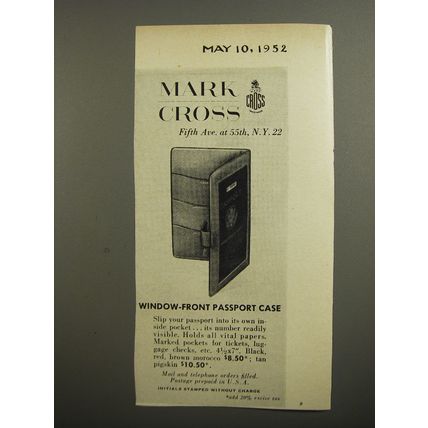 MAY 10, 1952
MARK
CROSS
CROSS
Fifth Ave. at 55th, N.Y. 22
WINDOW-FRONT PASSPORT CASE
Slip your passport into its own in-
side pocket . . . its number readily
visible. Holds all vital papers.
Marked pockets for tickets, lug-
gage checks, etc. 4½x7". Black,
red, brown morocco $8.50*; tan
pigskin $10.50*.
Mail and telephone orders filled.
Postage prepaid in U.S.A.
INITIALS STAMPED WITHOUT CHARGE
*add 20% excise tax